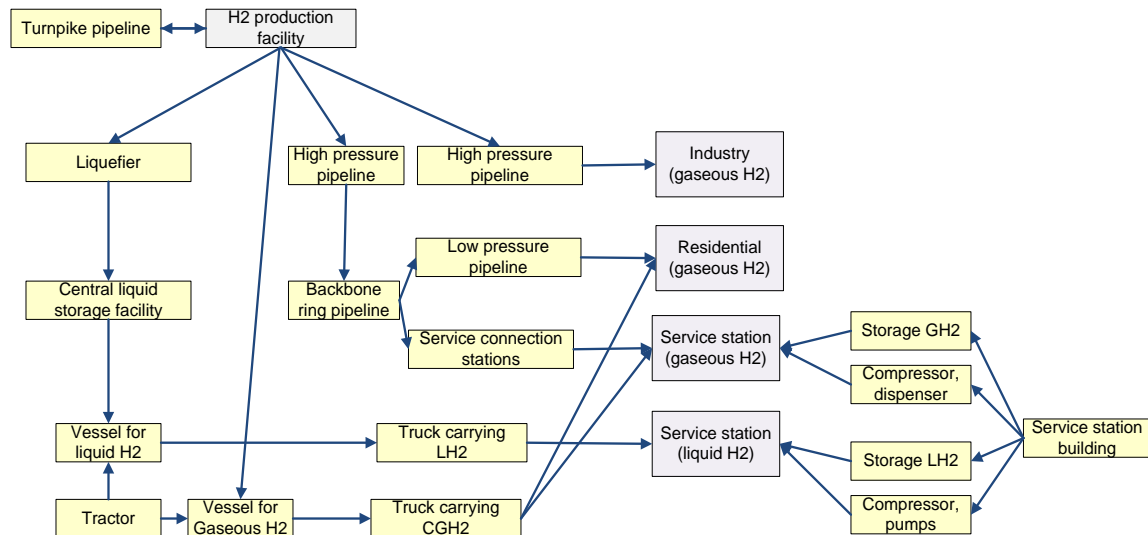 Turnpike pipeline
H2 production
facility
Liquefier
High pressure
pipeline
High pressure
pipeline
Industry
(gaseous H2)
Low pressure
pipeline
Residential
(gaseous H2)
Central liquid
storage facility
Backbone
ring pipeline
Service connection
stations
Service station
(gaseous H2)
Storage GH2
Compressor,
dispenser
Vessel for
liquid H2
Truck carrying
LH2
Service station
(liquid H2)
Storage LH2
Service station
building
Tractor
Vessel for
Gaseous H2
Truck carrying
CGH2
Compressor,
pumps